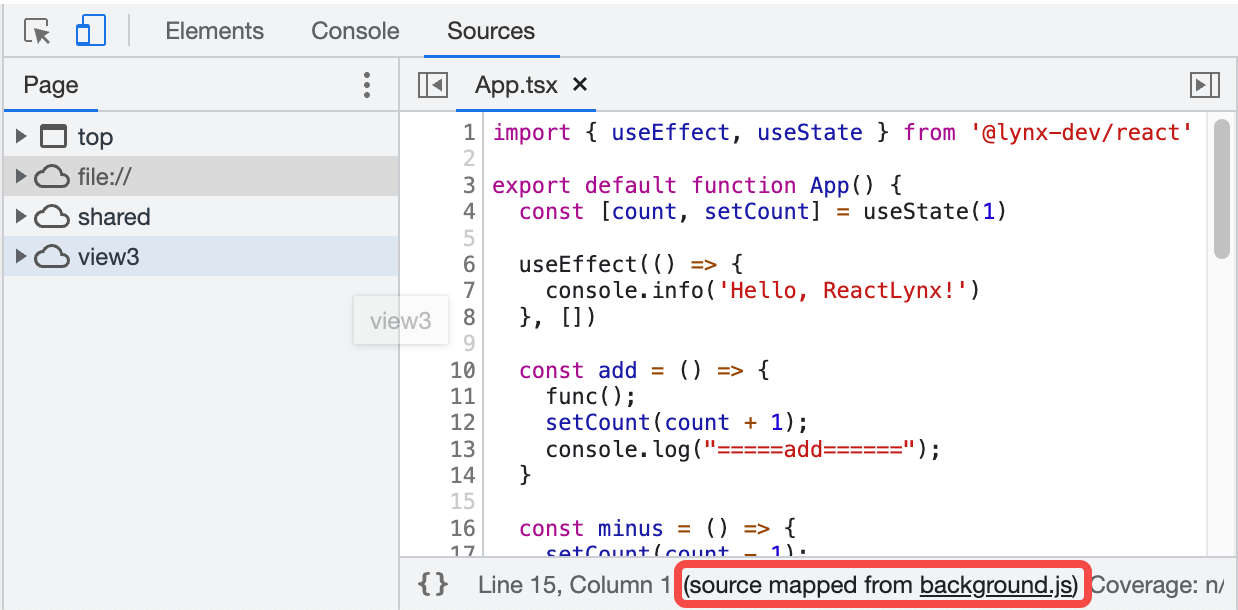 Elements Console Sources
Page
App.tsx ×
top
file://
shared
view3
view3
1 import { useEffect, useState } from '@lynx-dev/react'
2
3 export default function App() {
4   const [count, setCount] = useState(1)
5
6   useEffect(() => {
7     console.info('Hello, ReactLynx!')
8   }, [])
9
10   const add = () => {
11     func();
12     setCount(count + 1);
13     console.log("=====add======");
14   }
15
16   const minus = () => {
17     setCount(count - 1);
{} Line 15, Column 1 (source mapped from background.js) Coverage: n/